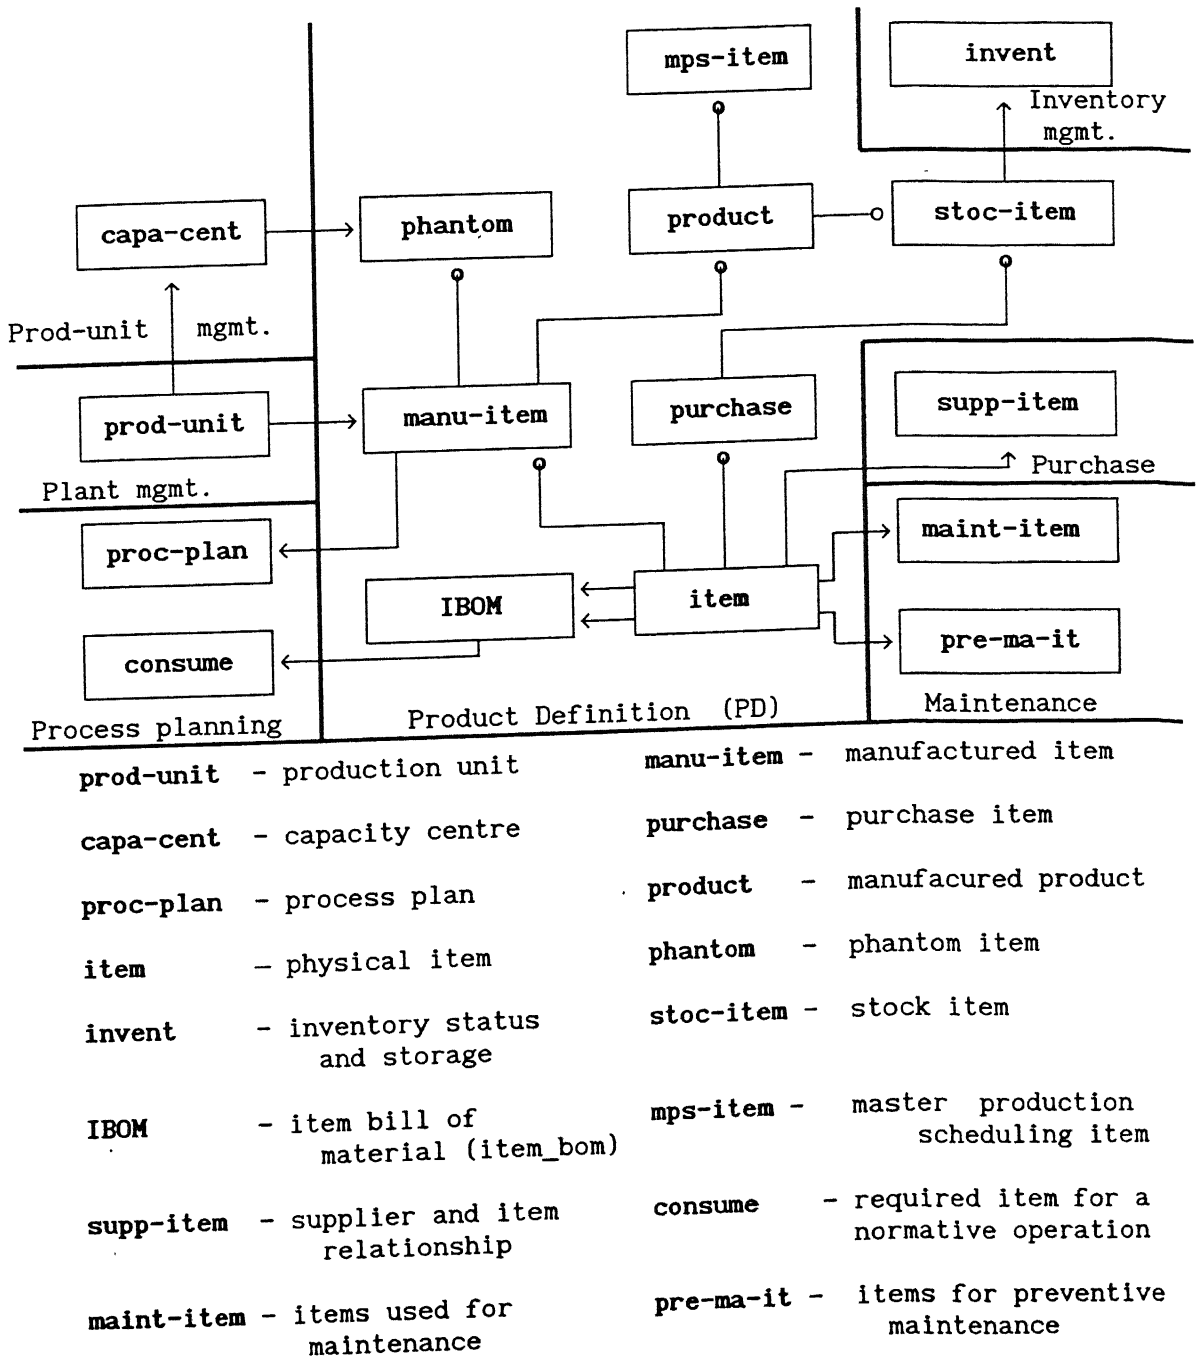 mps-item
invent
Inventory
mgmt.
capa-cent
phantom
product
stoc-item
Prod-unit mgmt.
prod-unit
manu-item
purchase
supp-item
Plant mgmt.
Purchase
proc-plan
IBOM
item
maint-item
consume
pre-ma-it
Process planning
Product Definition (PD)
Maintenance
prod-unit - production unit
capa-cent - capacity centre
proc-plan - process plan
item - physical item
invent - inventory status
and storage
IBOM - item bill of
material (item_bom)
supp-item - supplier and item
relationship
maint-item - items used for
maintenance
manu-item - manufactured item
purchase - purchase item
product - manufacured product
phantom - phantom item
stoc-item - stock item
mps-item - master production
scheduling item
consume - required item for a
normative operation
pre-ma-it - items for preventive
maintenance